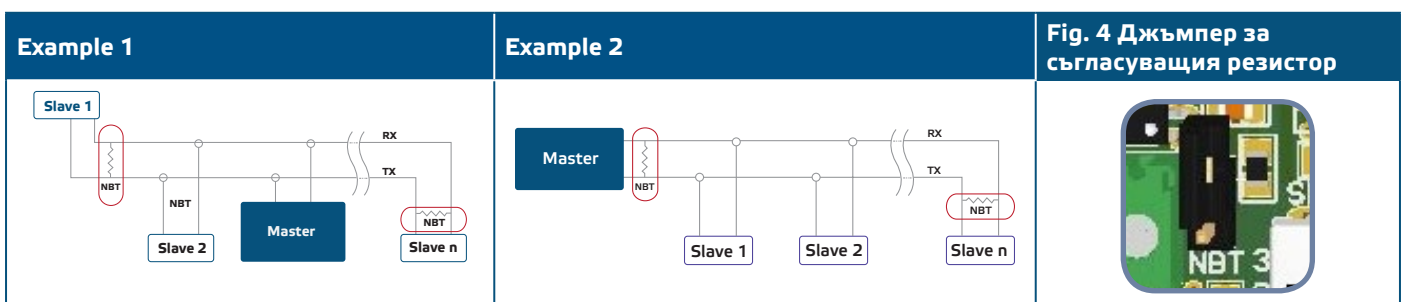 Example 1
Example 2
Fig. 4 Джъмпер за
съгласуващия резистор
Slave 1
RX
TX
NBT
NBT
NBT
Slave 2
Master
Slave n
Master
RX
TX
NBT
NBT
Slave 1
Slave 2
Slave n
NBT 3